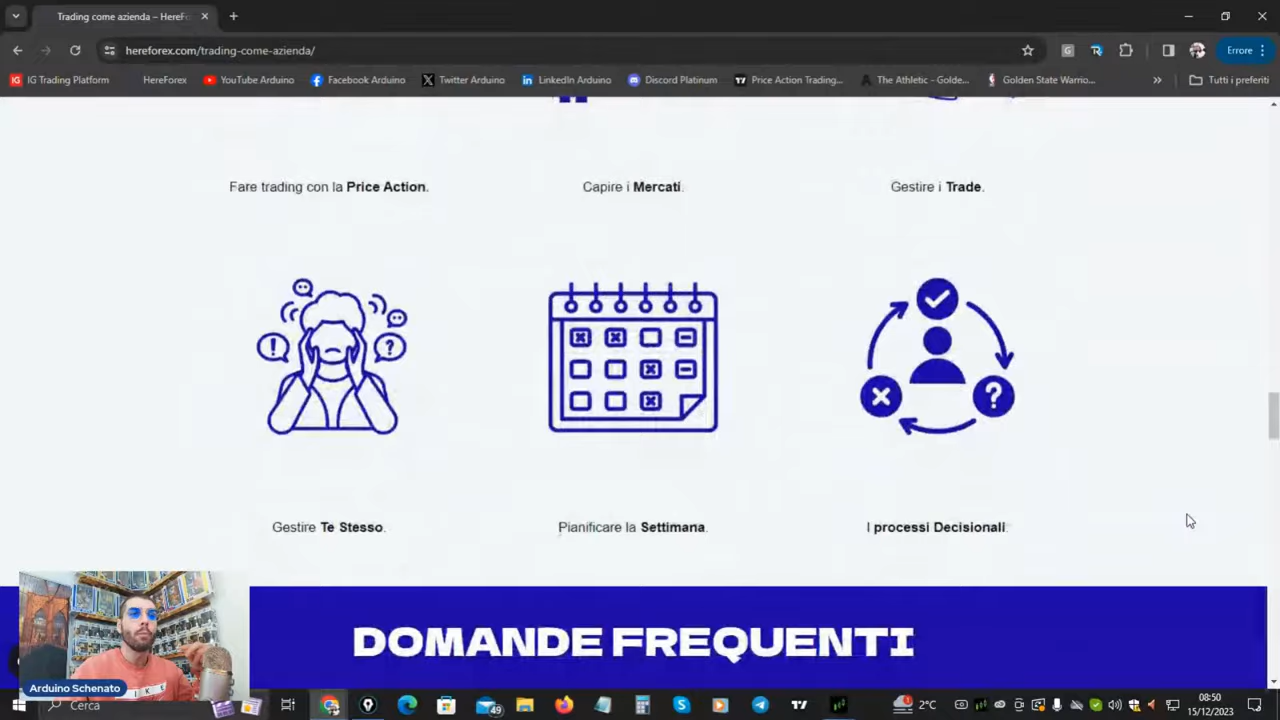 Trading come azienda – HereF
hereforex.com/trading-come-azienda/
Errore
IG Trading Platform
HereForex
YouTube Arduino
Facebook Arduino
Twitter Arduino
LinkedIn Arduino
Discord Platinum
Price Action Trading...
The Athletic - Golde...
Golden State Warrio...
»
Tutti i preferiti
Fare trading con la Price Action.
Capire i Mercati.
Gestire i Trade.
Gestire Te Stesso.
Pianificare la Settimana.
I processi Decisionali.
DOMANDE FREQUENTI
Arduino Schenato
Cerca
49
2°C
08:50
15/12/2023